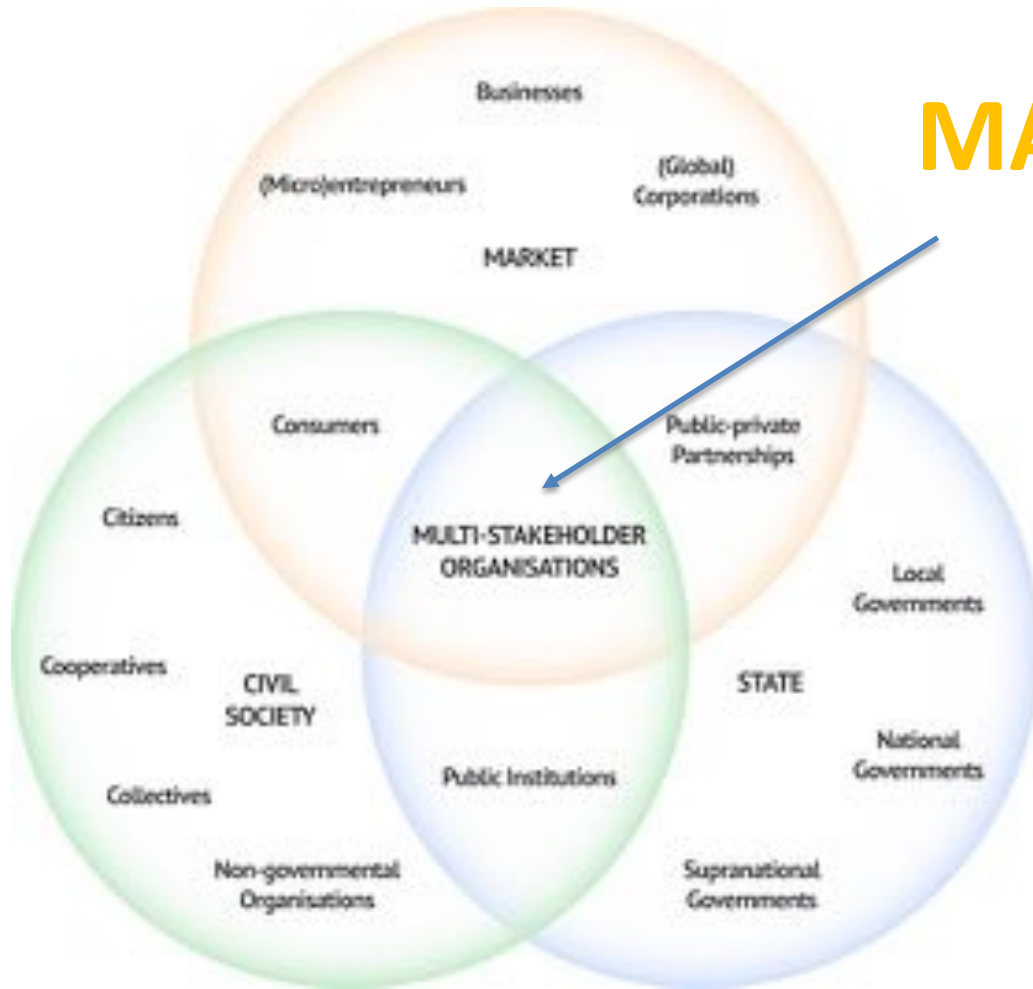 Businesses
MA
(Micro)entrepreneurs
(Global)
Corporations
MARKET
Consumers
Public-private
Partnerships
Citizens
MULTI-STAKEHOLDER
ORGANISATIONS
Local
Governments
Cooperatives
CIVIL
SOCIETY
STATE
National
Governments
Public Institutions
Collectives
Non-governmental
Organisations
Supranational
Governments